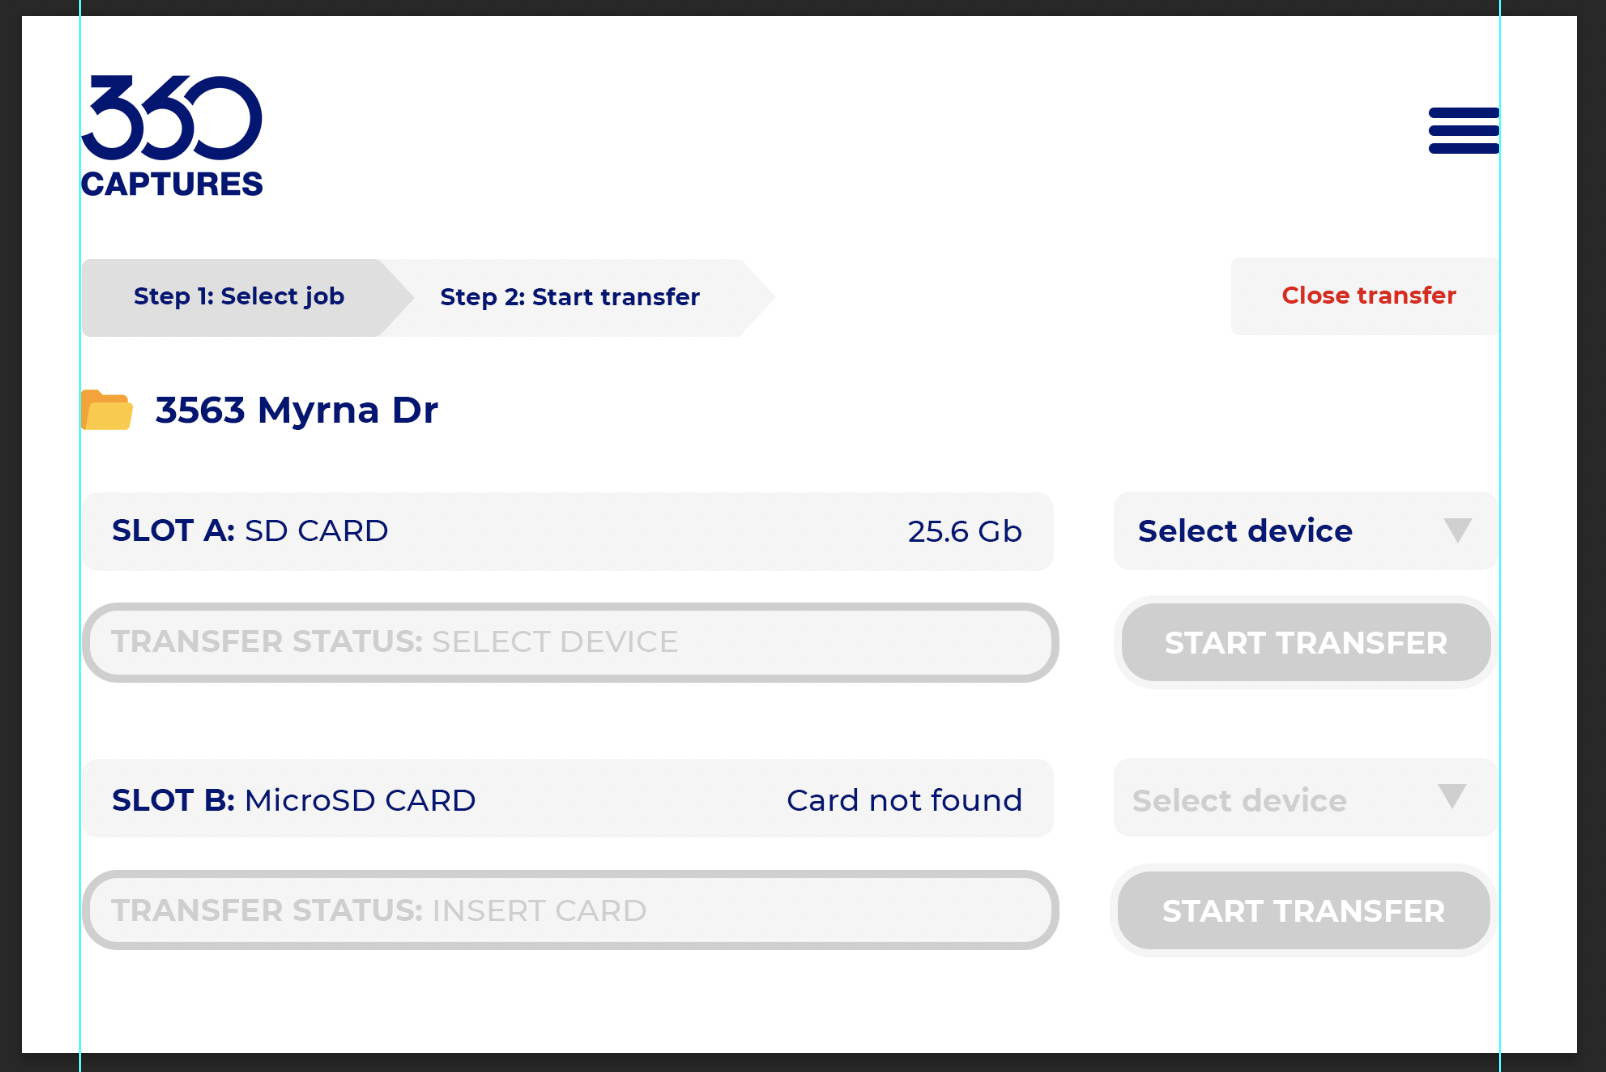 360
CAPTURES
Step 1: Select job
Step 2: Start transfer
Close transfer
3563 Myrna Dr
SLOT A: SD CARD
25.6 Gb
Select device
TRANSFER STATUS: SELECT DEVICE
START TRANSFER
SLOT B: MicroSD CARD
Card not found
Select device
TRANSFER STATUS: INSERT CARD
START TRANSFER